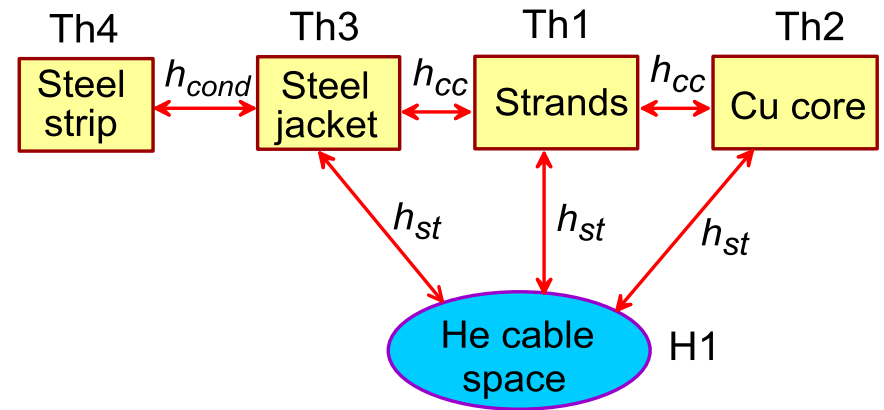 Th4
Th3
Th1
Th2
Steel
strip
h_cond
Steel
jacket
h_cc
Strands
h_cc
Cu core
h_st
h_st
h_st
He cable
space
H1